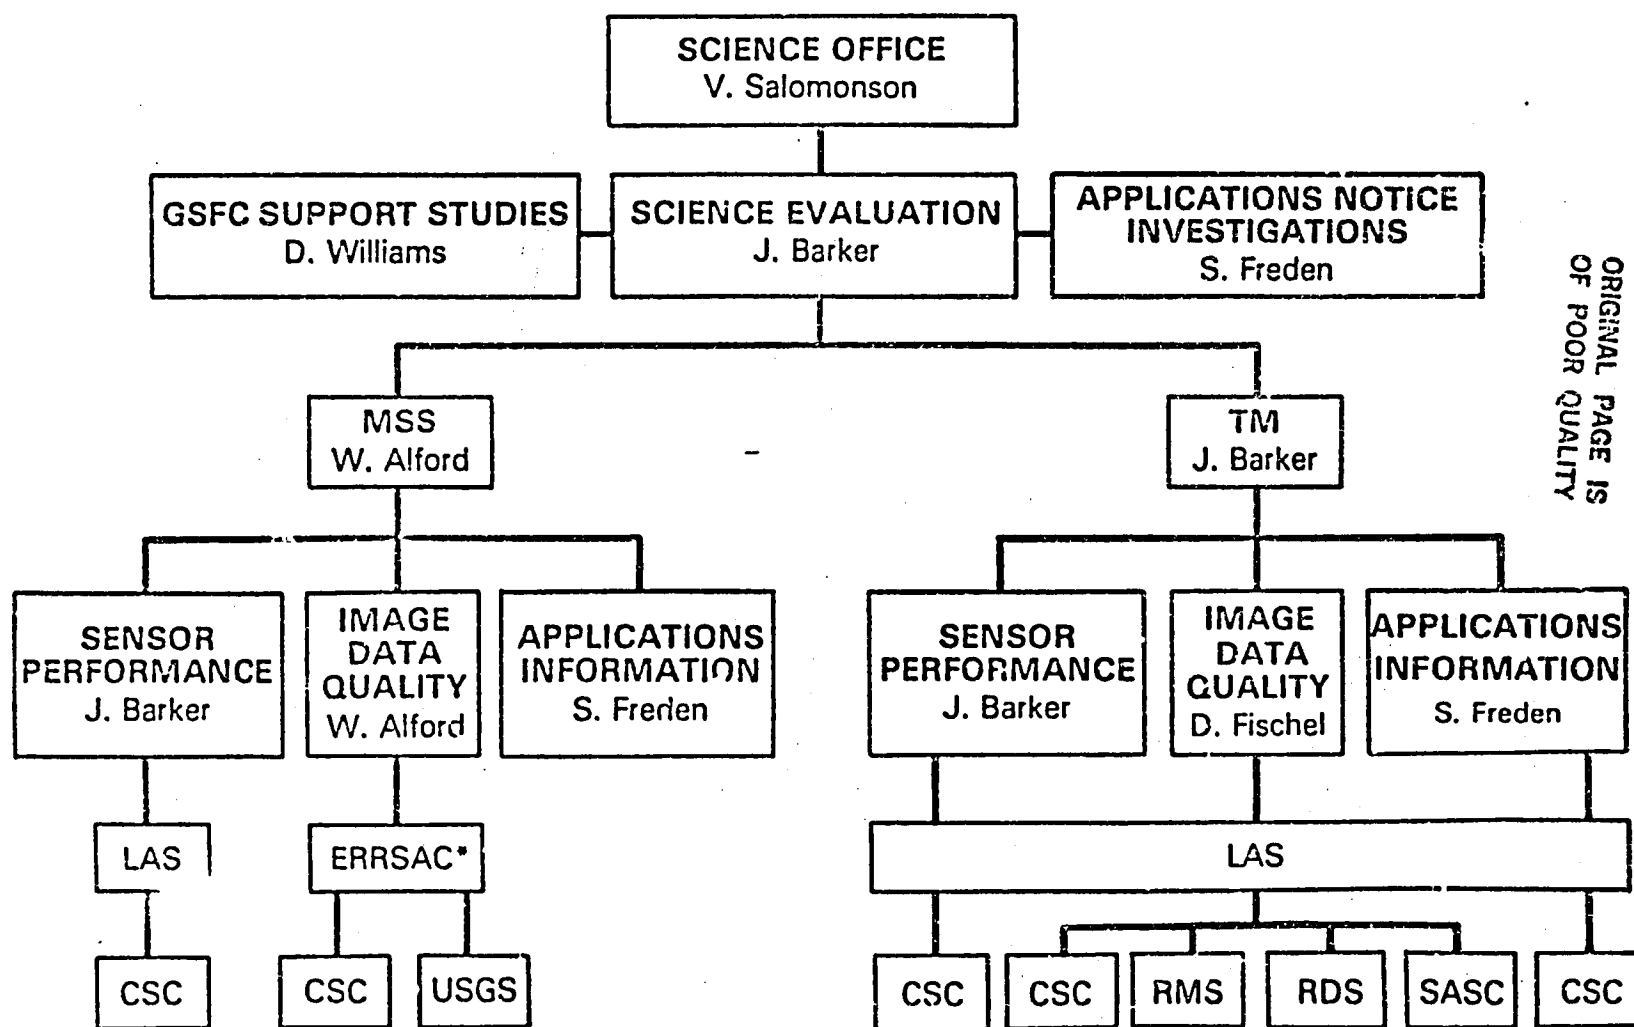 SCIENCE OFFICE
V. Salomonson
GSFC SUPPORT STUDIES
D. Williams
SCIENCE EVALUATION
J. Barker
APPLICATIONS NOTICE
INVESTIGATIONS
S. Freden
ORIGINAL PAGE IS
OF POOR QUALITY
MSS
W. Alford
TM
J. Barker
SENSOR
PERFORMANCE
J. Barker
IMAGE
DATA
QUALITY
W. Alford
APPLICATIONS
INFORMATION
S. Freden
SENSOR
PERFORMANCE
J. Barker
IMAGE
DATA
QUALITY
D. Fischel
APPLICATIONS
INFORMATION
S. Freden
LAS
ERRSAC*
LAS
CSC
CSC
USGS
CSC
CSC
RMS
RDS
SASC
CSC